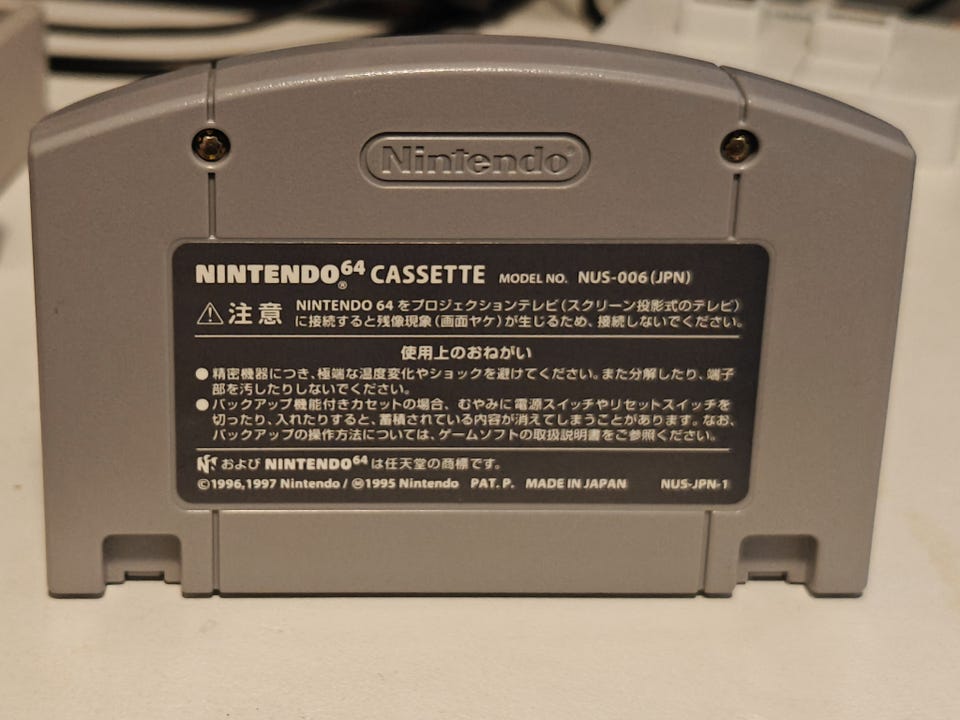 Nintendo®
NINTENDO64® CASSETTE MODEL NO. NUS-006(JPN)
⚠注意 NINTENDO 64 をプロジェクションテレビ(スクリーン投影式のテレビ)
に接続すると残像現象(画面ヤケ)が生じるため、接続しないでください。
使用上のおねがい
●精密機器につき、極端な温度変化やショックを避けてください。また分解したり、端子
部を汚したりしないでください。
●バックアップ機能付きカセットの場合、むやみに電源スイッチやリセットスイッチを
切ったり、入れたりすると、蓄積されている内容が消えてしまうことがあります。なお、
バックアップの操作方法については、ゲームソフトの取扱説明書をご参照ください。
および NINTENDO64 は任天堂の商標です。
©1996,1997 Nintendo / Ⓜ1995 Nintendo PAT. P. MADE IN JAPAN NUS-JPN-1